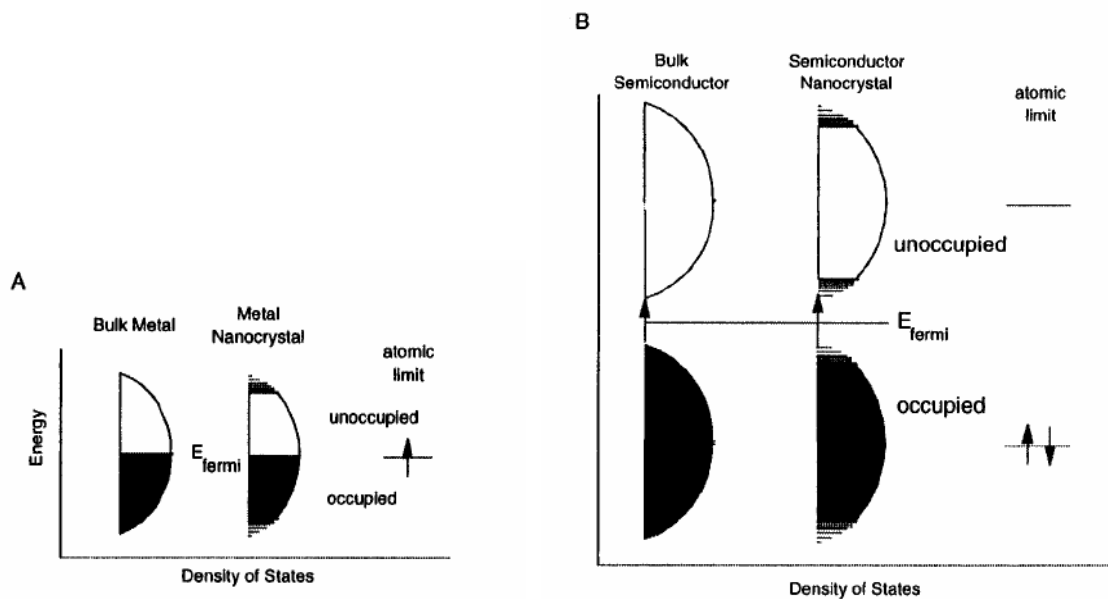 A
Bulk Metal
Metal
Nanocrystal
atomic
limit
unoccupied
E
fermi
occupied
Energy
Density of States
B
Bulk
Semiconductor
Semiconductor
Nanocrystal
atomic
limit
unoccupied
E
fermi
occupied
Density of States